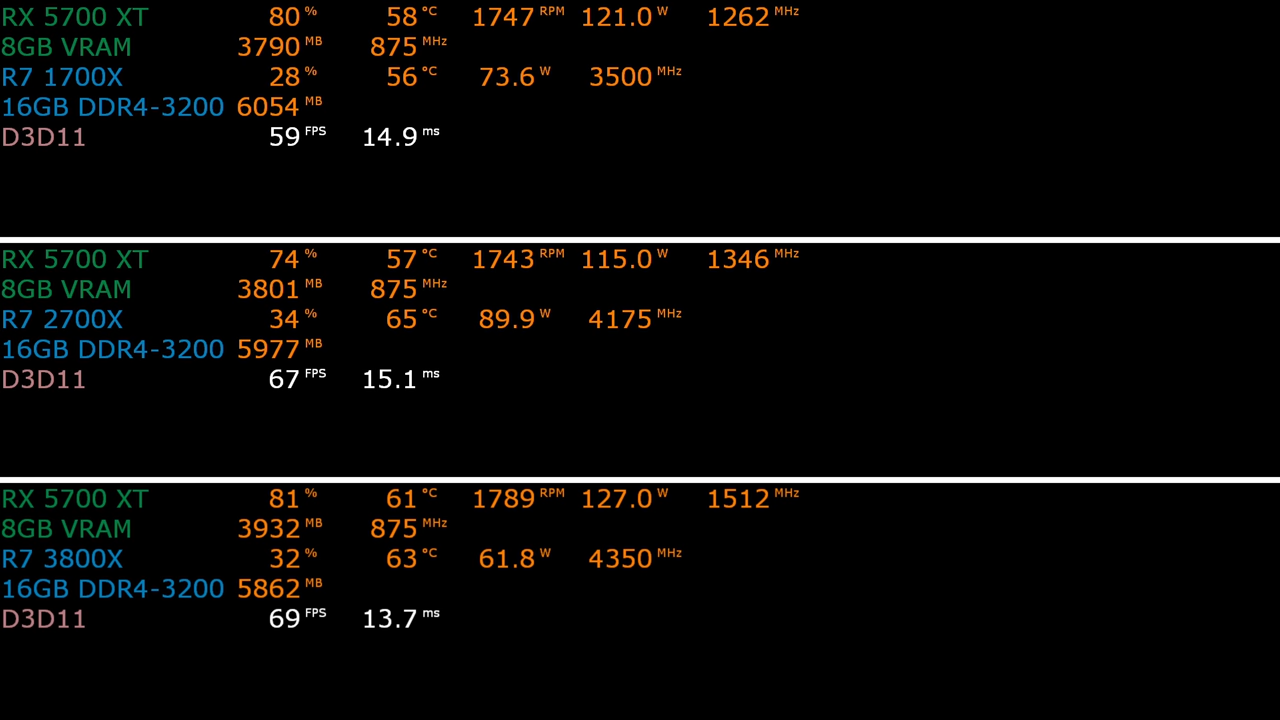 RX 5700 XT 80 % 58 °C 1747 RPM 121.0 W 1262 MHz
8GB VRAM 3790 MB 875 MHz
R7 1700X 28 % 56 °C 73.6 W 3500 MHz
16GB DDR4-3200 6054 MB
D3D11 59 FPS 14.9 ms
RX 5700 XT 74 % 57 °C 1743 RPM 115.0 W 1346 MHz
8GB VRAM 3801 MB 875 MHz
R7 2700X 34 % 65 °C 89.9 W 4175 MHz
16GB DDR4-3200 5977 MB
D3D11 67 FPS 15.1 ms
RX 5700 XT 81 % 61 °C 1789 RPM 127.0 W 1512 MHz
8GB VRAM 3932 MB 875 MHz
R7 3800X 32 % 63 °C 61.8 W 4350 MHz
16GB DDR4-3200 5862 MB
D3D11 69 FPS 13.7 ms